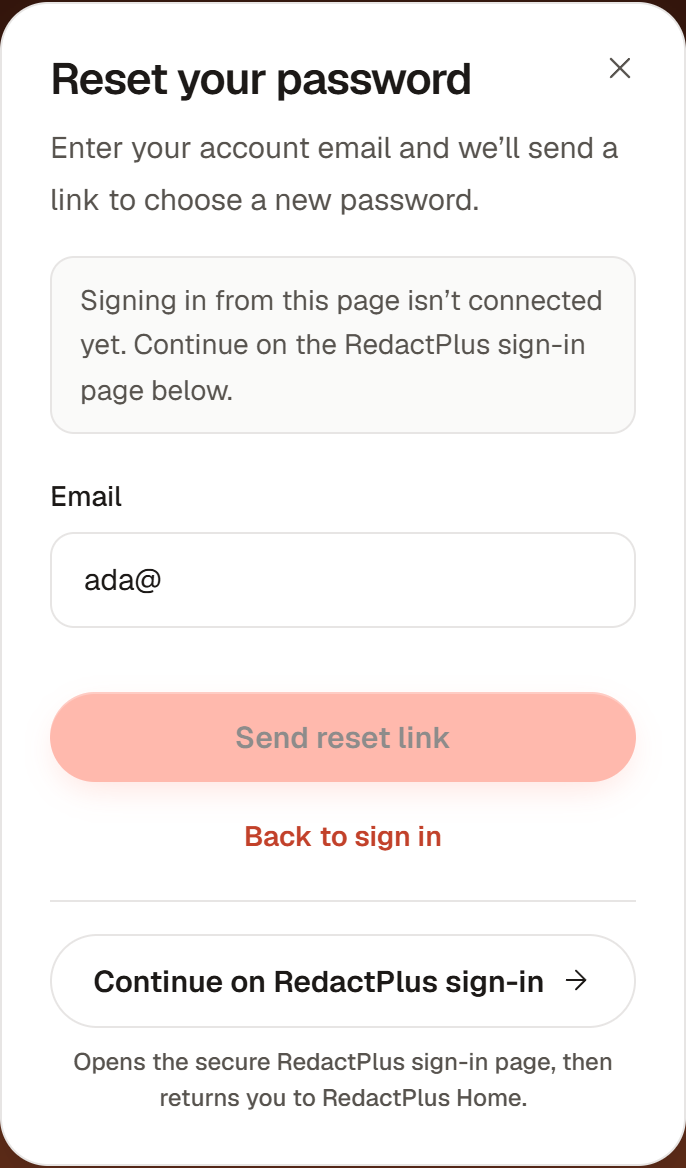 Reset your password
Enter your account email and we’ll send a
link to choose a new password.
Signing in from this page isn’t connected
yet. Continue on the RedactPlus sign-in
page below.
Email
ada@
Send reset link
Back to sign in
Continue on RedactPlus sign-in →
Opens the secure RedactPlus sign-in page, then
returns you to RedactPlus Home.